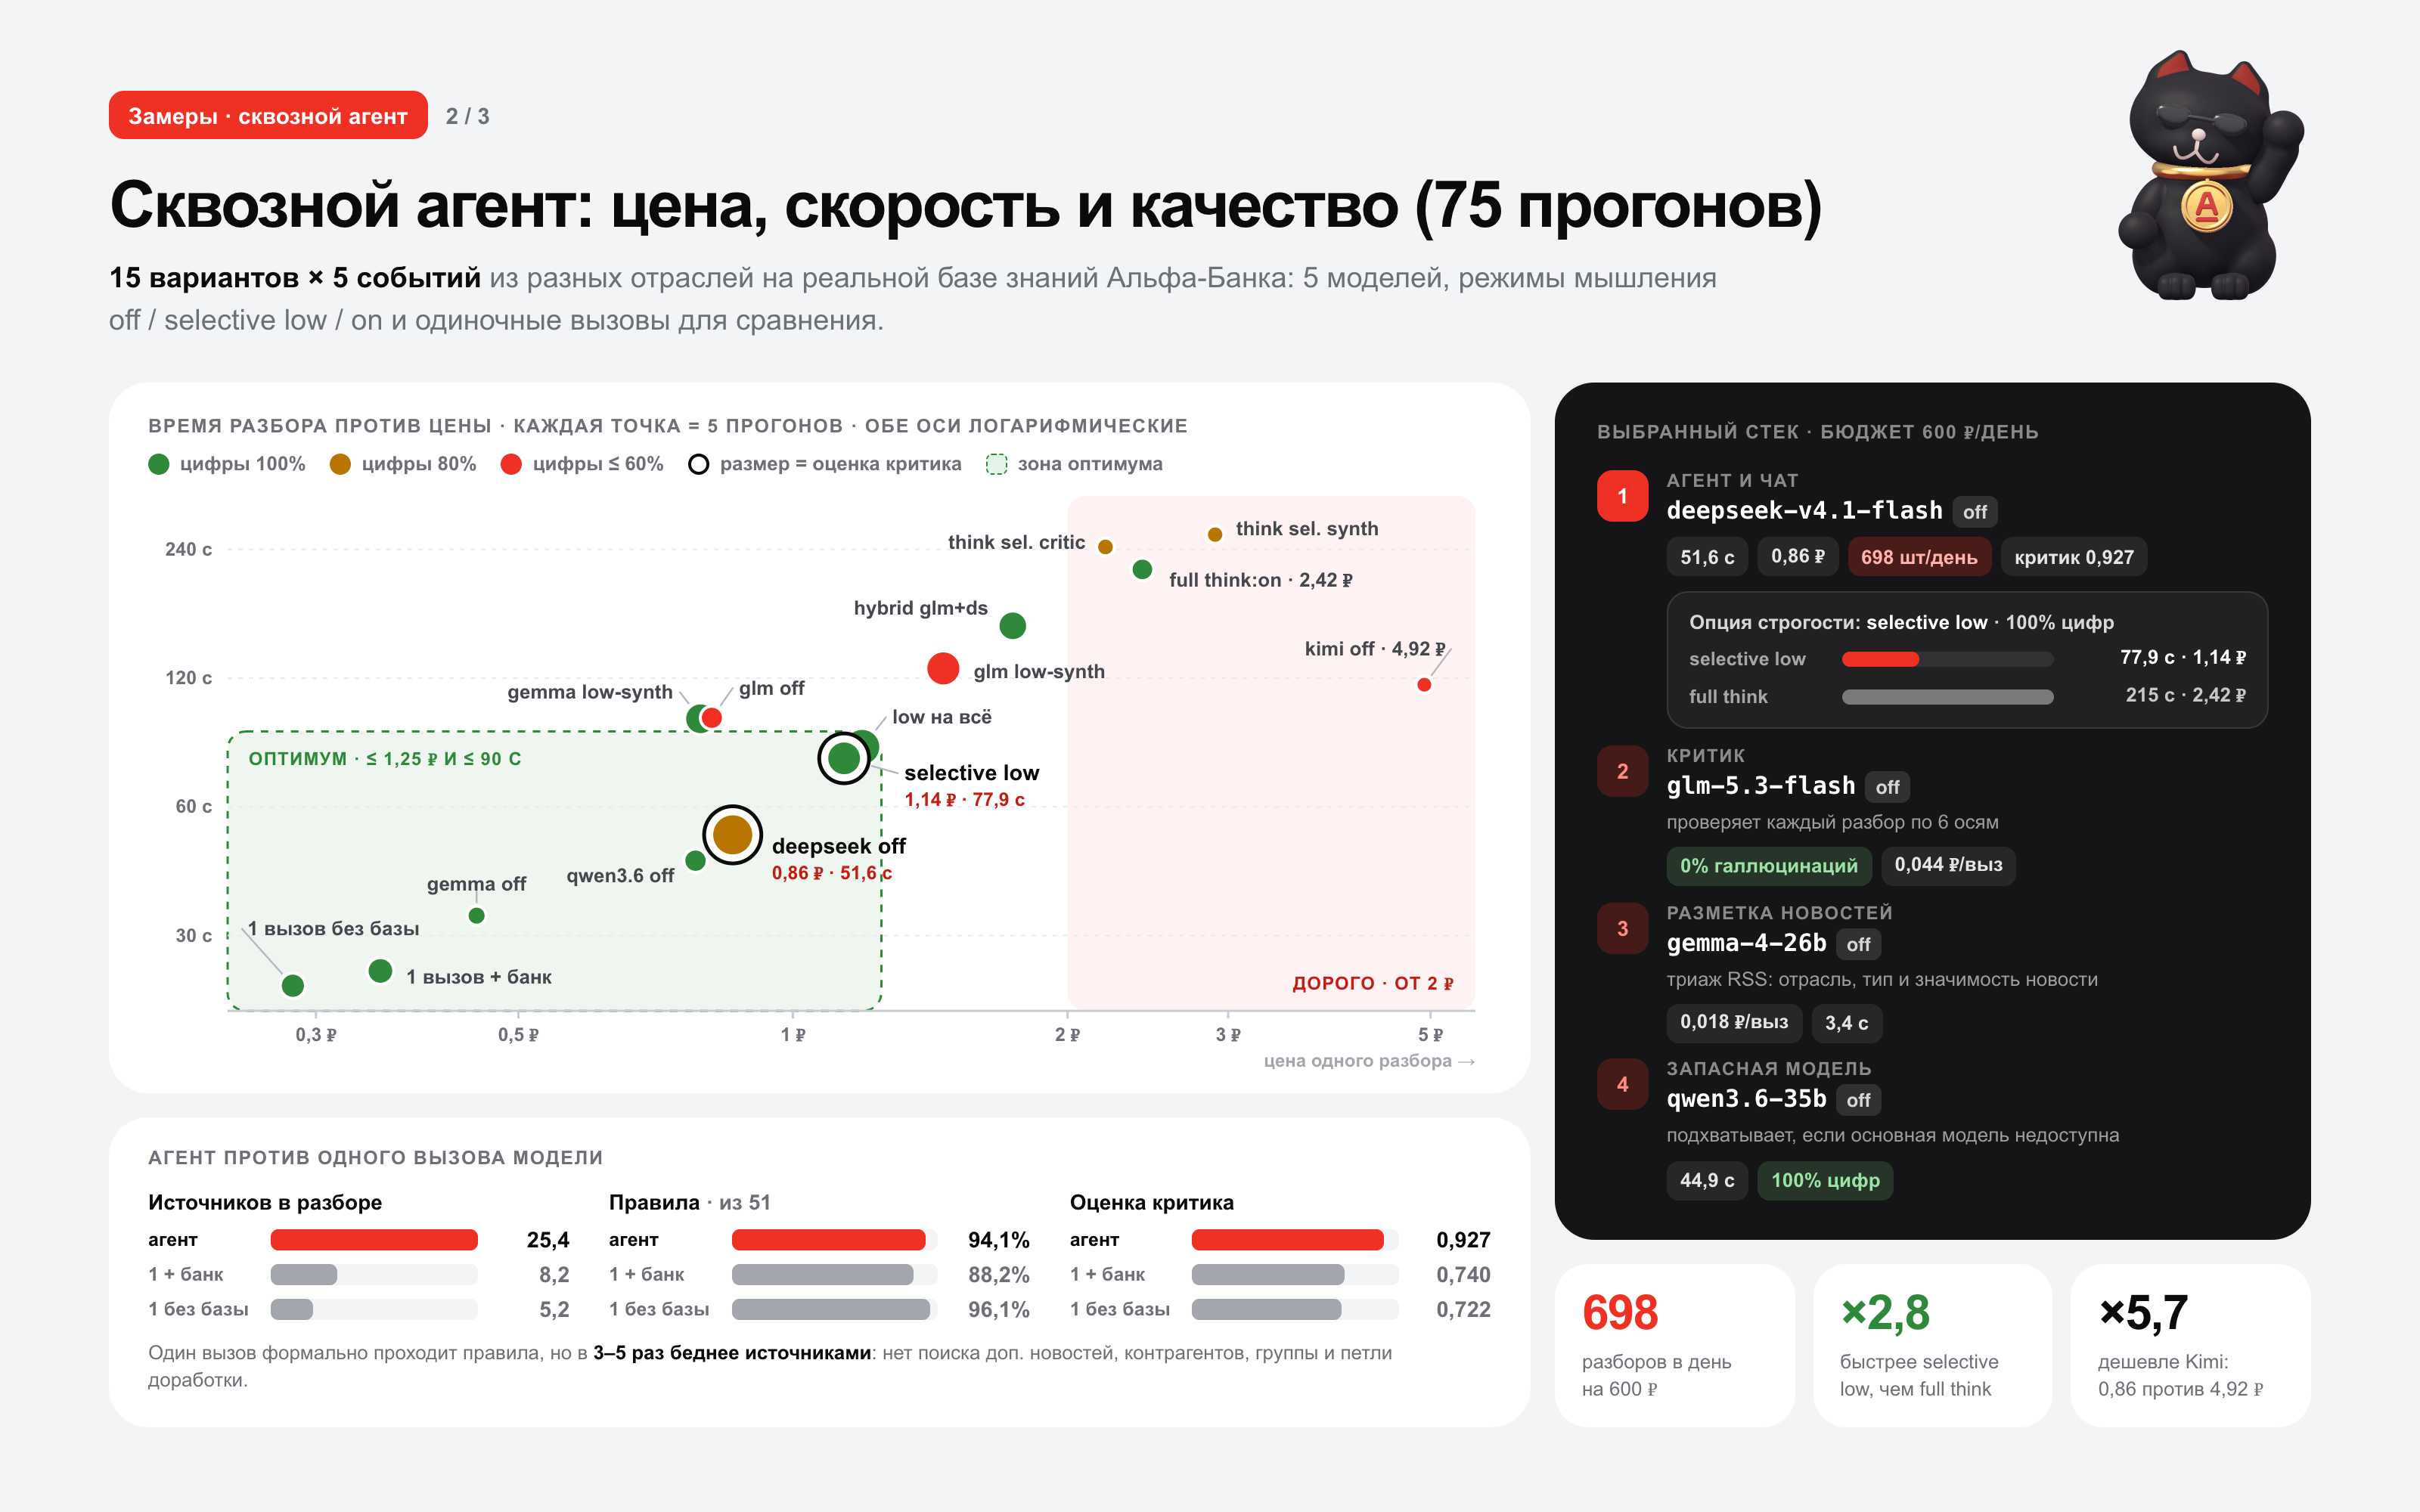 Замеры · сквозной агент
2 / 3
Сквозной агент: цена, скорость и качество (75 прогонов)
15 вариантов × 5 событий из разных отраслей на реальной базе знаний Альфа-Банка: 5 моделей, режимы мышления
off / selective low / on и одиночные вызовы для сравнения.
ВРЕМЯ РАЗБОРА ПРОТИВ ЦЕНЫ · КАЖДАЯ ТОЧКА = 5 ПРОГОНОВ · ОБЕ ОСИ ЛОГАРИФМИЧЕСКИЕ
цифры 100%
цифры 80%
цифры ≤ 60%
размер = оценка критика
зона оптимума
240 с
120 с
60 с
30 с
think sel. critic
think sel. synth
full think:on · 2,42 ₽
hybrid glm+ds
kimi off · 4,92 ₽
glm low-synth
gemma low-synth
glm off
low на всё
ОПТИМУМ · ≤ 1,25 ₽ И ≤ 90 С
selective low
1,14 ₽ · 77,9 с
deepseek off
0,86 ₽ · 51,6 с
qwen3.6 off
gemma off
1 вызов без базы
1 вызов + банк
ДОРОГО · ОТ 2 ₽
0,3 ₽
0,5 ₽
1 ₽
2 ₽
3 ₽
5 ₽
цена одного разбора →
АГЕНТ ПРОТИВ ОДНОГО ВЫЗОВА МОДЕЛИ
Источников в разборе
агент 25,4
1 + банк 8,2
1 без базы 5,2
Правила · из 51
агент 94,1%
1 + банк 88,2%
1 без базы 96,1%
Оценка критика
агент 0,927
1 + банк 0,740
1 без базы 0,722
Один вызов формально проходит правила, но в 3–5 раз беднее источниками: нет поиска доп. новостей, контрагентов, группы и петли
доработки.
ВЫБРАННЫЙ СТЕК · БЮДЖЕТ 600 ₽/ДЕНЬ
1
АГЕНТ И ЧАТ
deepseek-v4.1-flash off
51,6 с
0,86 ₽
698 шт/день
критик 0,927
Опция строгости: selective low · 100% цифр
selective low 77,9 с · 1,14 ₽
full think 215 с · 2,42 ₽
2
КРИТИК
glm-5.3-flash off
проверяет каждый разбор по 6 осям
0% галлюцинаций
0,044 ₽/выз
3
РАЗМЕТКА НОВОСТЕЙ
gemma-4-26b off
триаж RSS: отрасль, тип и значимость новости
0,018 ₽/выз
3,4 с
4
ЗАПАСНАЯ МОДЕЛЬ
qwen3.6-35b off
подхватывает, если основная модель недоступна
44,9 с
100% цифр
698
разборов в день
на 600 ₽
×2,8
быстрее selective
low, чем full think
×5,7
дешевле Kimi:
0,86 против 4,92 ₽
A